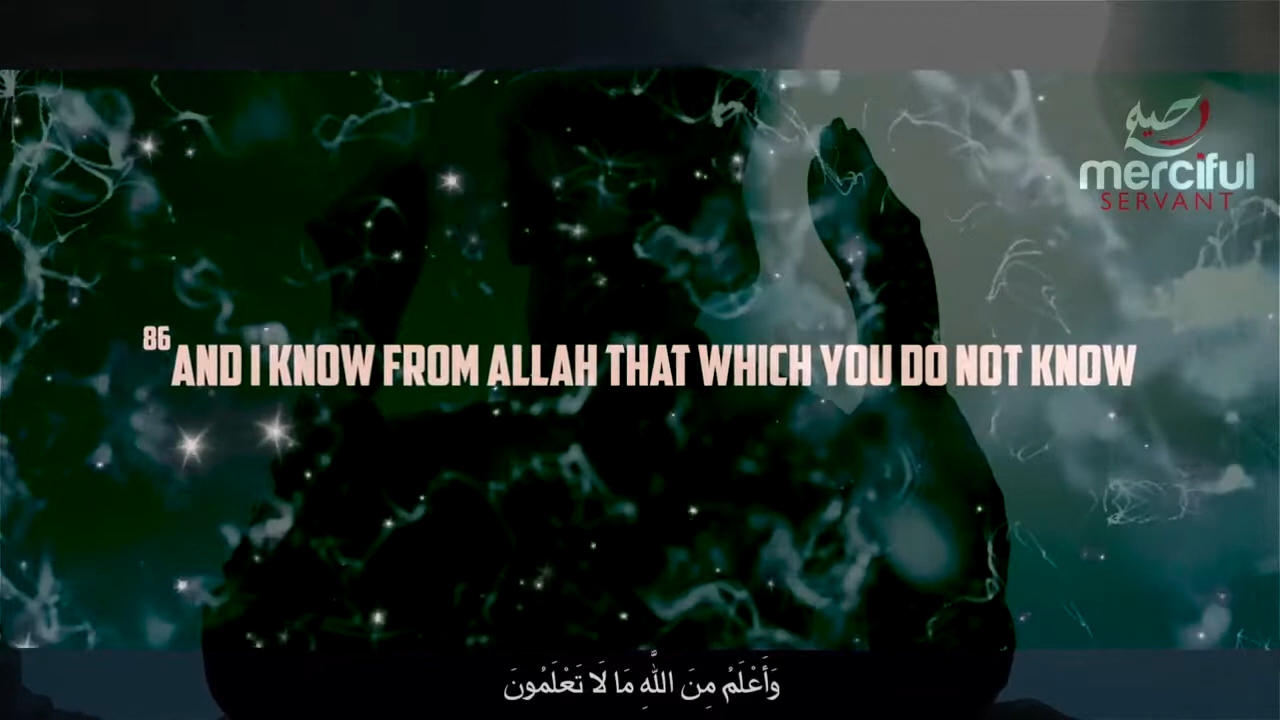 merciful
SERVANT
86 AND I KNOW FROM ALLAH THAT WHICH YOU DO NOT KNOW
وَأَعْلَمُ مِنَ اللَّهِ مَا لَا تَعْلَمُونَ